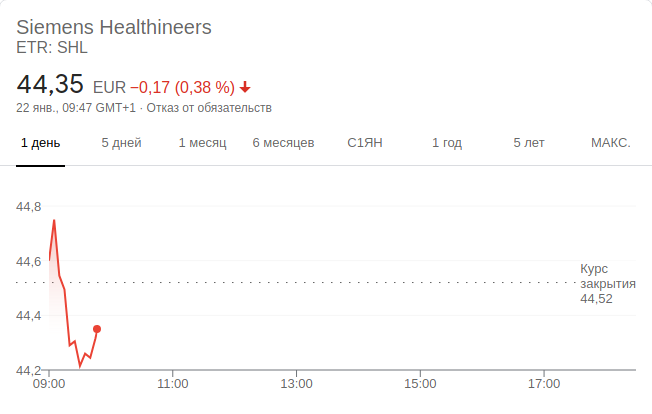 Siemens Healthineers
ETR: SHL
44,35 EUR −0,17 (0,38 %)
22 янв., 09:47 GMT+1 · Отказ от обязательств
1 день 5 дней 1 месяц 6 месяцев С1ЯН 1 год 5 лет МАКС.
44,8
44,6
Курс
закрытия
44,52
44,4
44,2
09:00 11:00 13:00 15:00 17:00